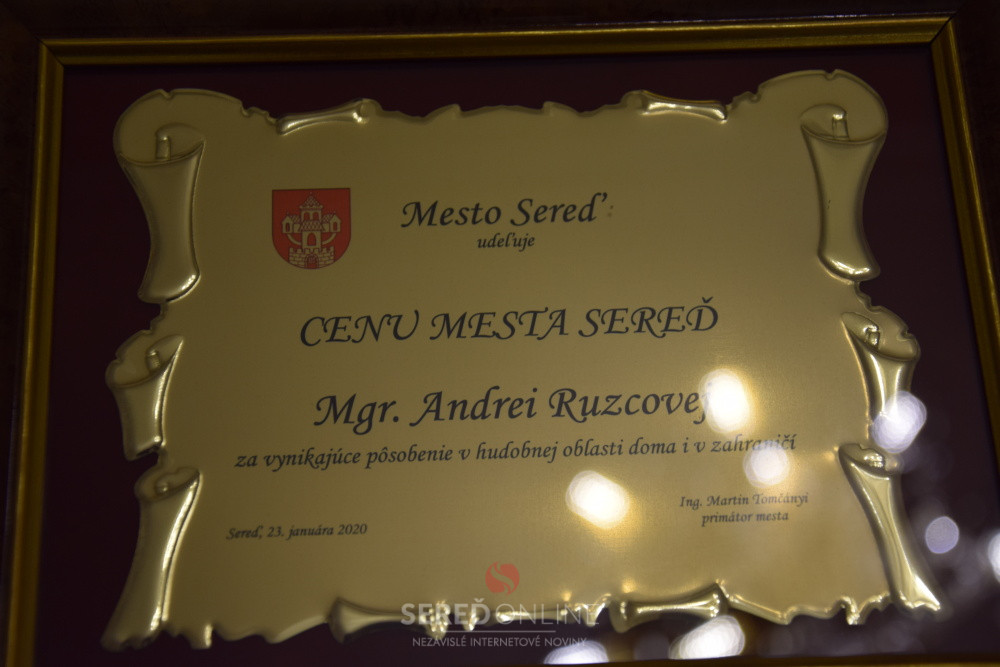 Mesto Sereď
udeľuje
CENU MESTA SEREĎ
Mgr. Andrei Ruzcovej
za vynikajúce pôsobenie v hudobnej oblasti doma i v zahraničí
Ing. Martin Tomčányi
primátor mesta
Sereď, 23. januára 2020
SEREĎONLINE
NEZÁVISLÉ INTERNETOVÉ NOVINY